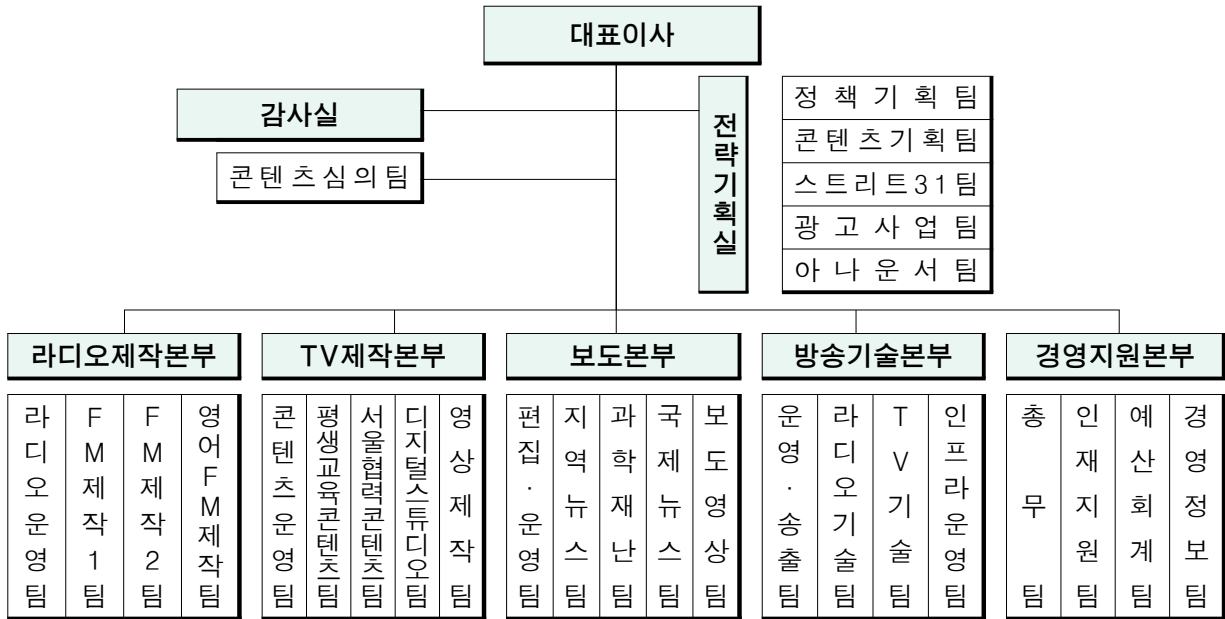 대표이사
감사실
콘텐츠심의팀
전략기획실
정책기획팀
콘텐츠기획팀
스트리트31팀
광고사업팀
아나운서팀
라디오제작본부
TV제작본부
보도본부
방송기술본부
경영지원본부
라디오운영팀
FM제작1팀
FM제작2팀
영어FM제작팀
콘텐츠운영팀
평생교육콘텐츠팀
서울협력콘텐츠팀
디지털스튜디오팀
영상제작팀
편집·운영팀
지역뉴스팀
과학재난팀
국제뉴스팀
보도영상팀
운영·송출팀
라디오기술팀
TV기술팀
인프라운영팀
총무팀
인재지원팀
예산회계팀
경영정보팀